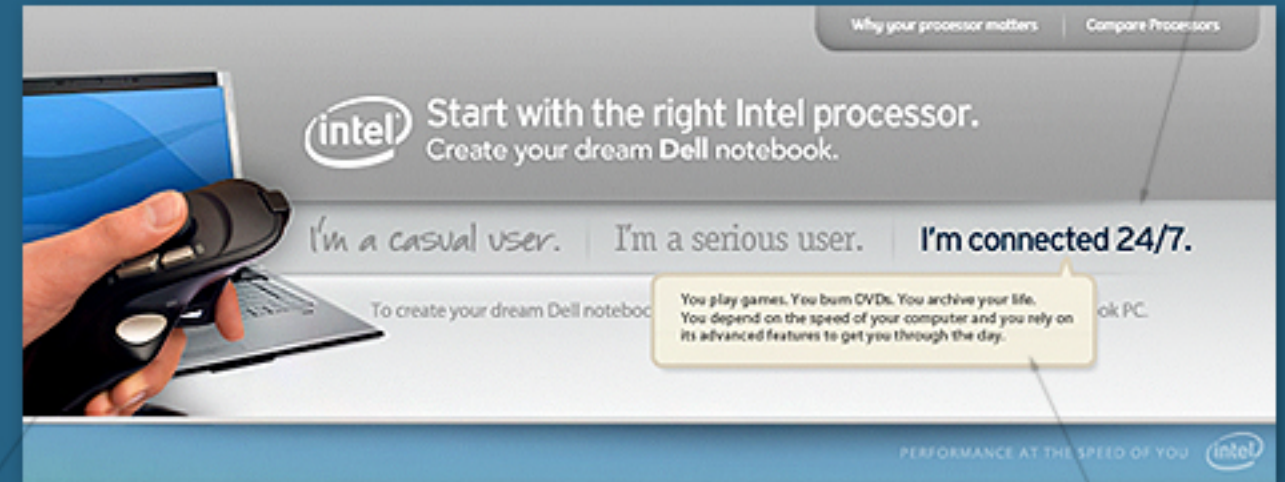 Why your processor matters
Compare Processors
intel
Start with the right Intel processor.
Create your dream Dell notebook.
I'm a casual user.
I'm a serious user.
I'm connected 24/7.
To create your dream Dell noteboo
ok PC.
You play games. You burn DVDs. You archive your life.
You depend on the speed of your computer and you rely on
its advanced features to get you through the day.
PERFORMANCE AT THE SPEED OF YOU
intel